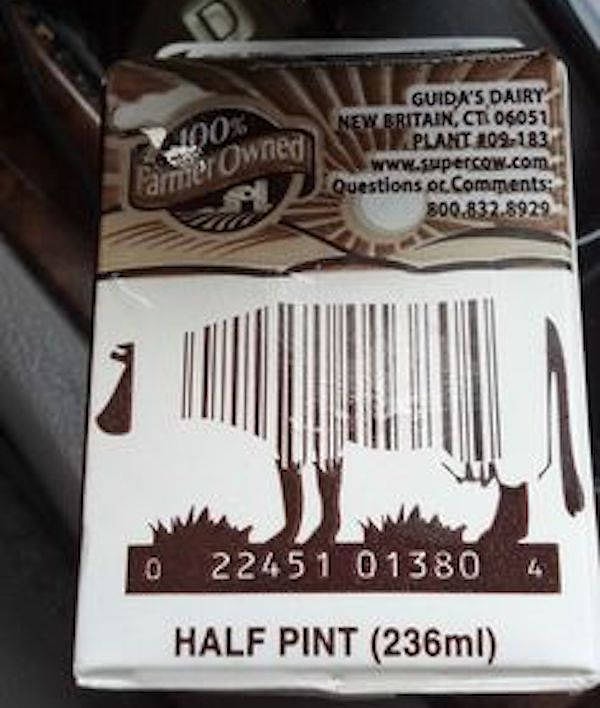 D
GUIDA'S DAIRY
NEW BRITAIN, CT. 06051
PLANT #09-183
www.supercow.com
Questions or Comments:
800.832.8929
100%
Farmer Owned
0 22451 01380 4
HALF PINT (236ml)